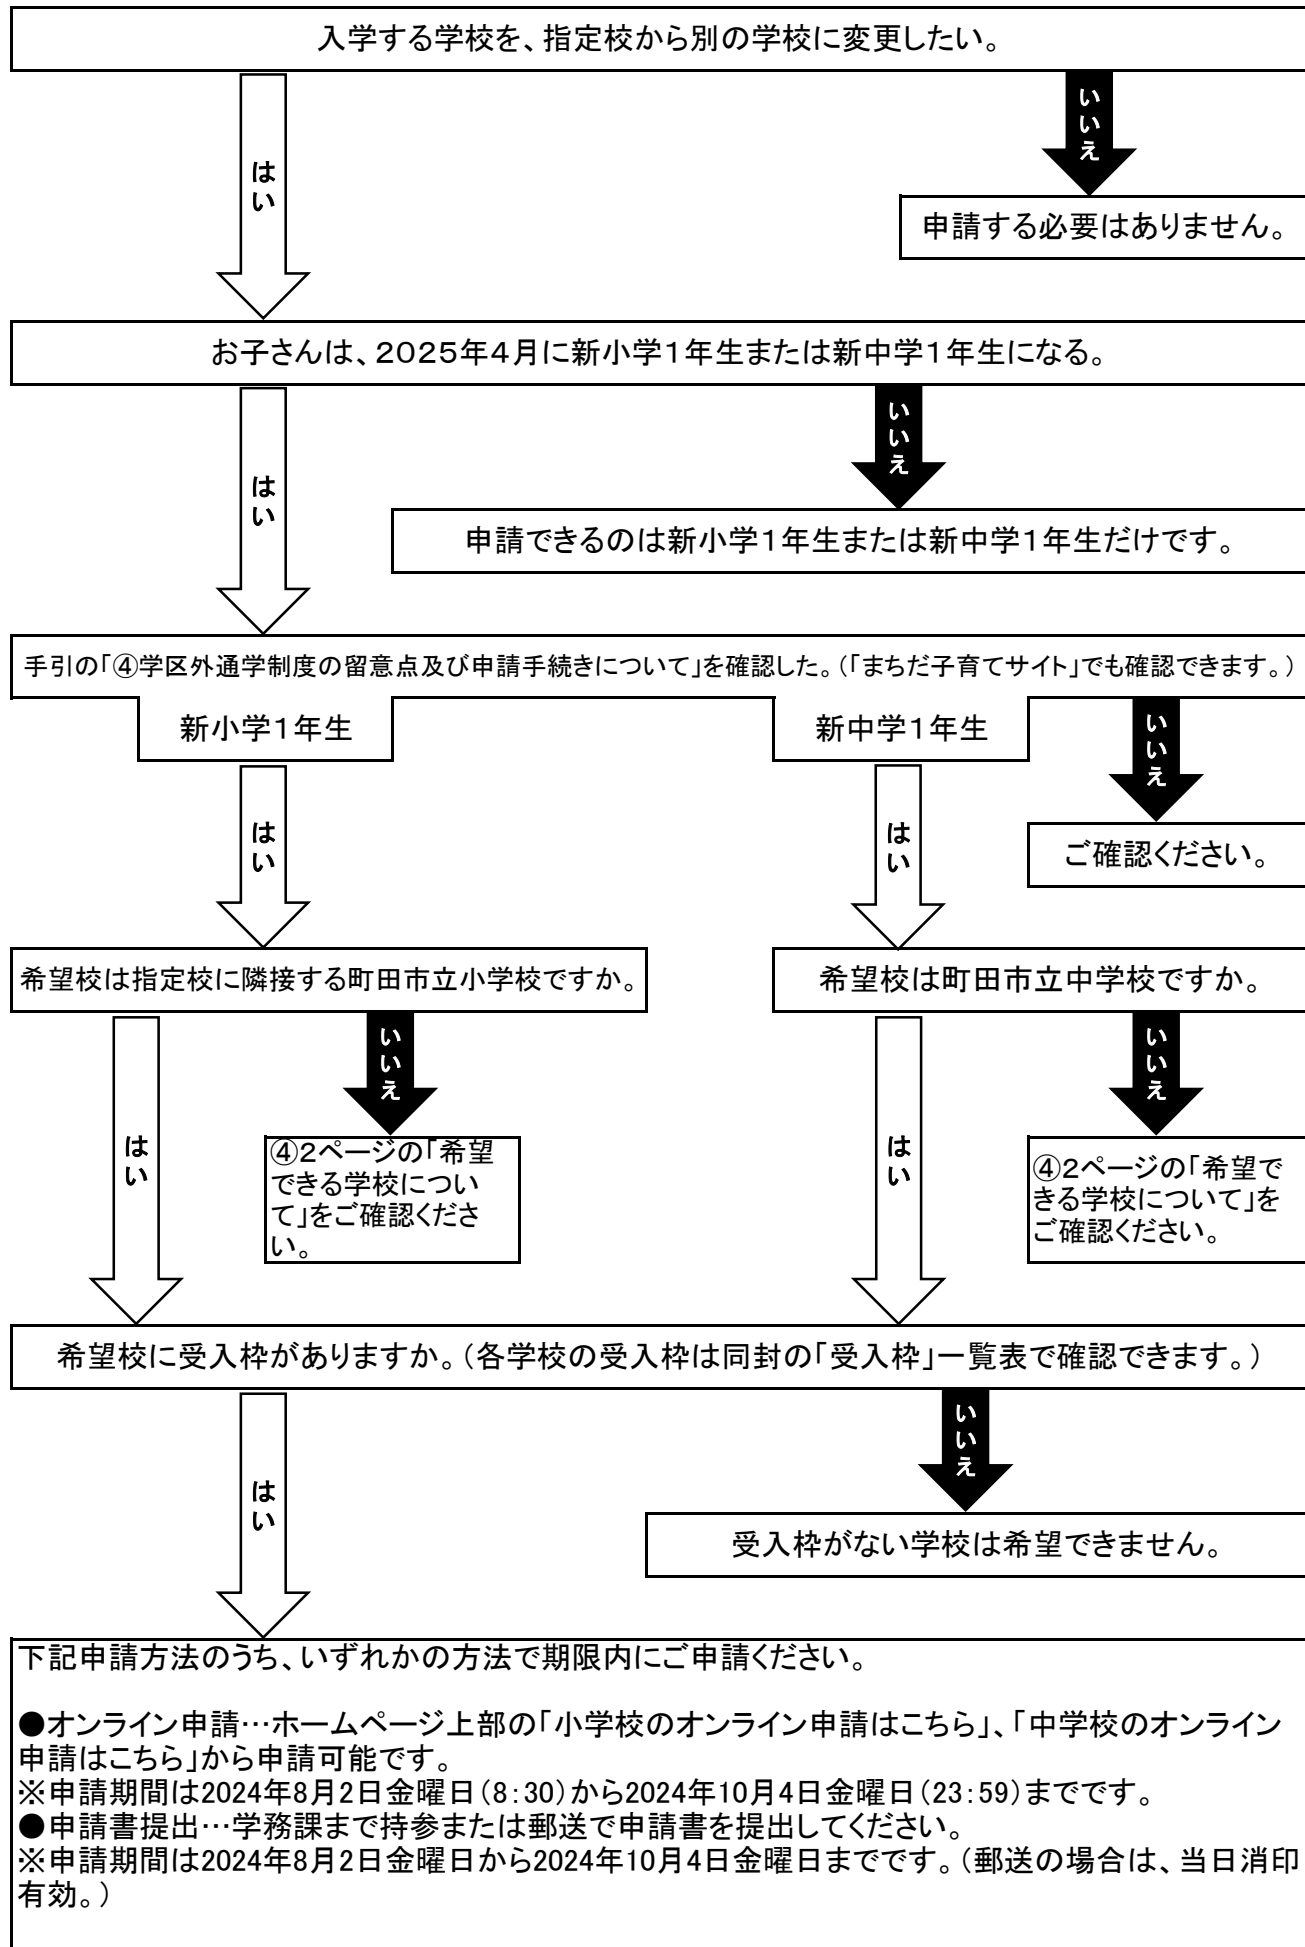 入学する学校を、指定校から別の学校に変更したい。
はい
いいえ
申請する必要はありません。
お子さんは、2025年4月に新小学1年生または新中学1年生になる。
はい
いいえ
申請できるのは新小学1年生または新中学1年生だけです。
手引の「④学区外通学制度の留意点及び申請手続きについて」を確認した。(「まちだ子育てサイト」でも確認できます。)
新小学1年生
新中学1年生
いいえ
はい
はい
ご確認ください。
希望校は指定校に隣接する町田市立小学校ですか。
希望校は町田市立中学校ですか。
はい
いいえ
はい
いいえ
④2ページの「希望
できる学校につい
て」をご確認くださ
い。
④2ページの「希望で
きる学校について」を
ご確認ください。
希望校に受入枠がありますか。(各学校の受入枠は同封の「受入枠」一覧表で確認できます。)
はい
いいえ
受入枠がない学校は希望できません。
下記申請方法のうち、いずれかの方法で期限内にご申請ください。
●オンライン申請…ホームページ上部の「小学校のオンライン申請はこちら」、「中学校のオンライン
申請はこちら」から申請可能です。
※申請期間は2024年8月2日金曜日(8:30)から2024年10月4日金曜日(23:59)までです。
●申請書提出…学務課まで持参または郵送で申請書を提出してください。
※申請期間は2024年8月2日金曜日から2024年10月4日金曜日までです。(郵送の場合は、当日消印
有効。)